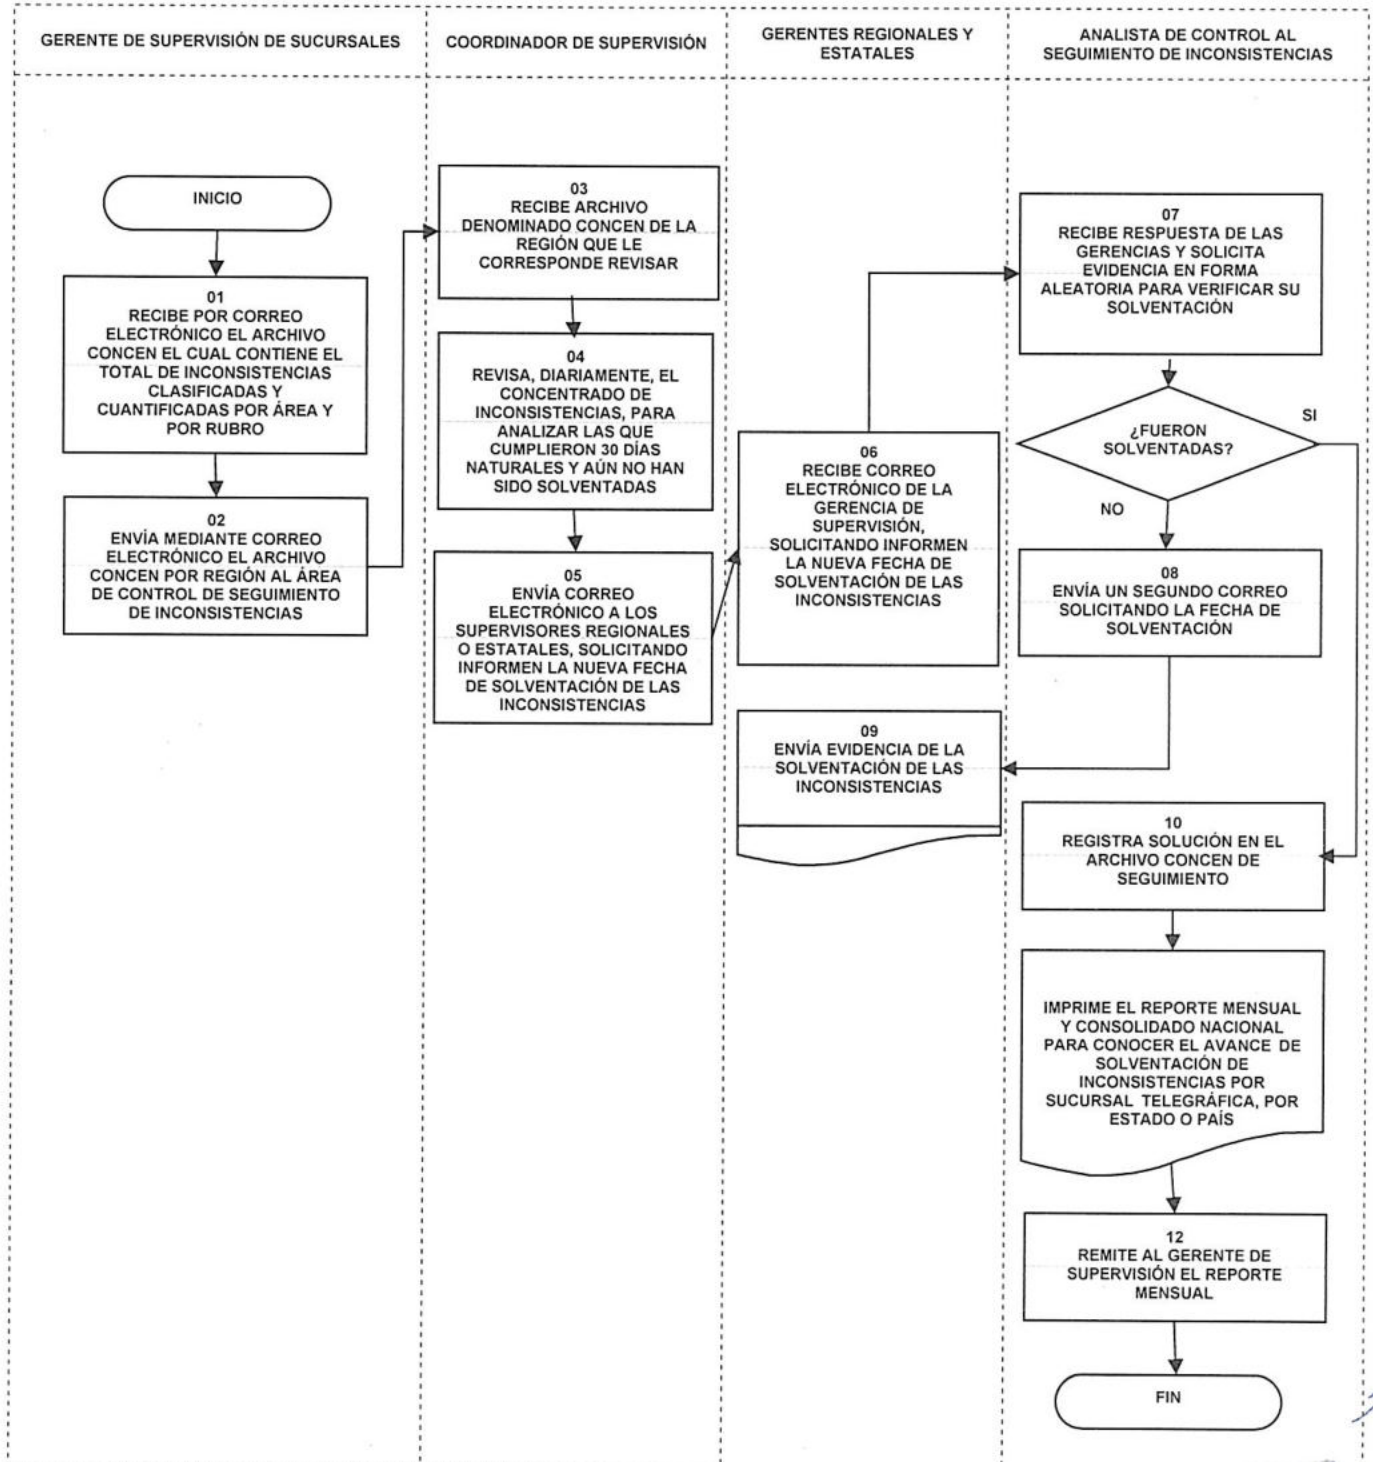 GERENTE DE SUPERVISIÓN DE SUCURSALES
COORDINADOR DE SUPERVISIÓN
GERENTES REGIONALES Y
ESTATALES
ANALISTA DE CONTROL AL
SEGUIMIENTO DE INCONSISTENCIAS
INICIO
01
RECIBE POR CORREO
ELECTRÓNICO EL ARCHIVO
CONCEN EL CUAL CONTIENE EL
TOTAL DE INCONSISTENCIAS
CLASIFICADAS Y
CUANTIFICADAS POR ÁREA Y
POR RUBRO
02
ENVÍA MEDIANTE CORREO
ELECTRÓNICO EL ARCHIVO
CONCEN POR REGIÓN AL ÁREA
DE CONTROL DE SEGUIMIENTO
DE INCONSISTENCIAS
03
RECIBE ARCHIVO
DENOMINADO CONCEN DE LA
REGIÓN QUE LE
CORRESPONDE REVISAR
04
REVISA, DIARIAMENTE, EL
CONCENTRADO DE
INCONSISTENCIAS, PARA
ANALIZAR LAS QUE
CUMPLIERON 30 DÍAS
NATURALES Y AÚN NO HAN
SIDO SOLVENTADAS
05
ENVÍA CORREO
ELECTRÓNICO A LOS
SUPERVISORES REGIONALES
O ESTATALES, SOLICITANDO
INFORMEN LA NUEVA FECHA
DE SOLVENTACIÓN DE LAS
INCONSISTENCIAS
06
RECIBE CORREO
ELECTRÓNICO DE LA
GERENCIA DE
SUPERVISIÓN,
SOLICITANDO INFORMEN
LA NUEVA FECHA DE
SOLVENTACIÓN DE LAS
INCONSISTENCIAS
07
RECIBE RESPUESTA DE LAS
GERENCIAS Y SOLICITA
EVIDENCIA EN FORMA
ALEATORIA PARA VERIFICAR SU
SOLVENTACIÓN
¿FUERON
SOLVENTADAS?
SI
NO
08
ENVÍA UN SEGUNDO CORREO
SOLICITANDO LA FECHA DE
SOLVENTACIÓN
09
ENVÍA EVIDENCIA DE LA
SOLVENTACIÓN DE LAS
INCONSISTENCIAS
10
REGISTRA SOLUCIÓN EN EL
ARCHIVO CONCEN DE
SEGUIMIENTO
IMPRIME EL REPORTE MENSUAL
Y CONSOLIDADO NACIONAL
PARA CONOCER EL AVANCE DE
SOLVENTACIÓN DE
INCONSISTENCIAS POR
SUCURSAL TELEGRÁFICA, POR
ESTADO O PAÍS
12
REMITE AL GERENTE DE
SUPERVISIÓN EL REPORTE
MENSUAL
FIN